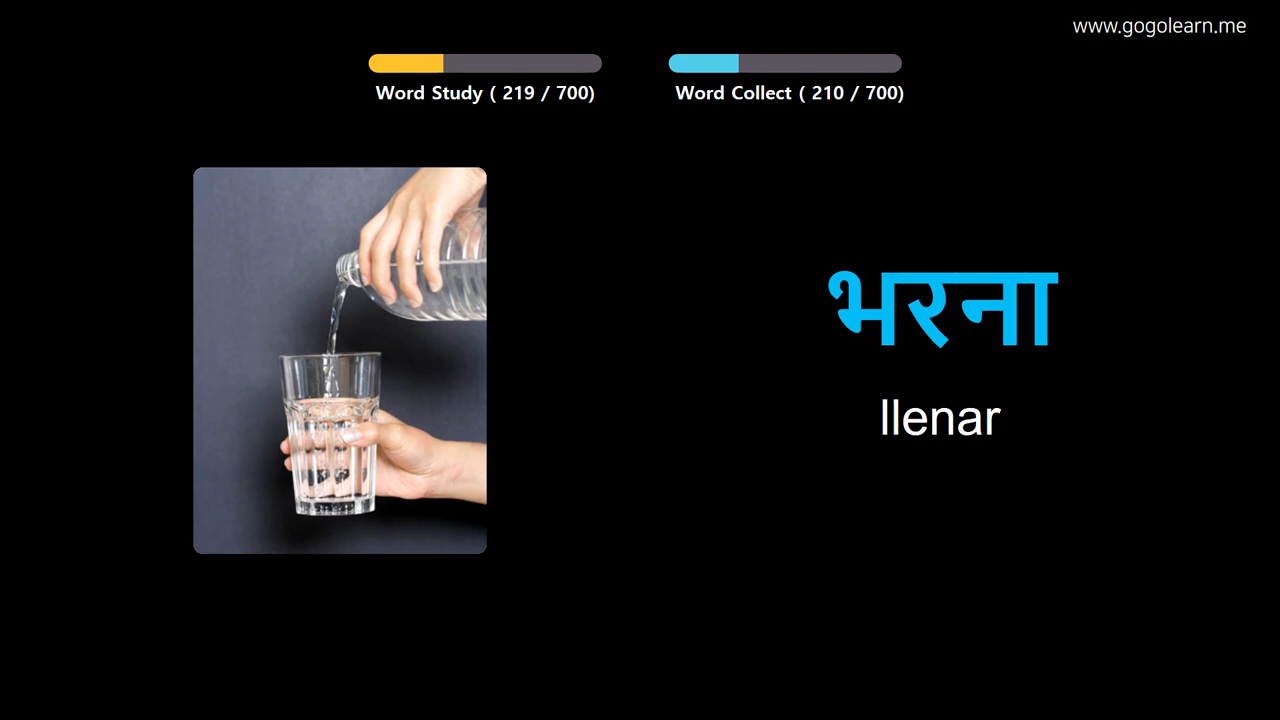 www.gogolearn.me
Word Study ( 219 / 700)
Word Collect ( 210 / 700)
भरना
llenar